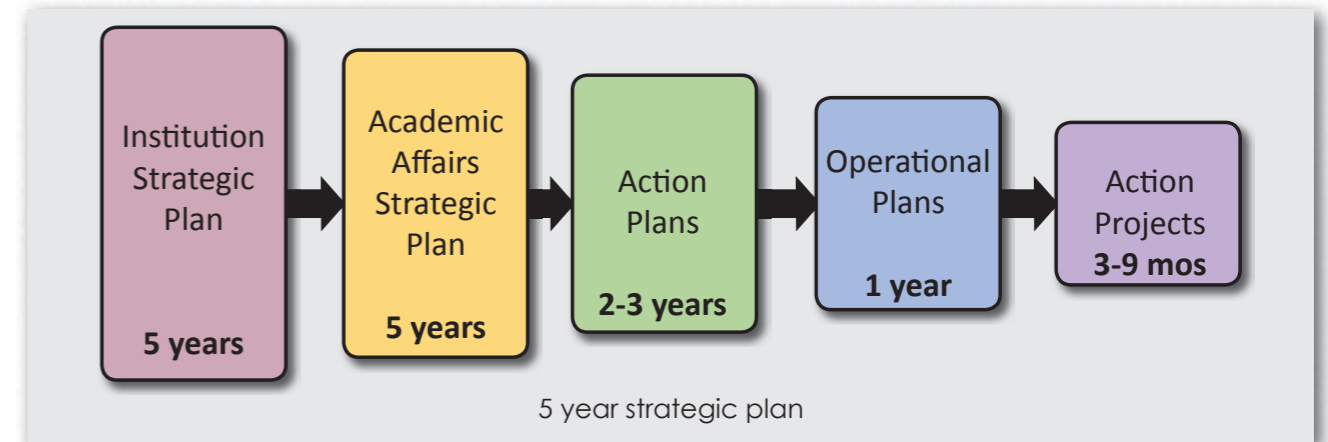 Institution
Strategic
Plan
5 years
Academic
Affairs
Strategic
Plan
5 years
Action
Plans
2-3 years
Operational
Plans
1 year
Action
Projects
3-9 mos
5 year strategic plan